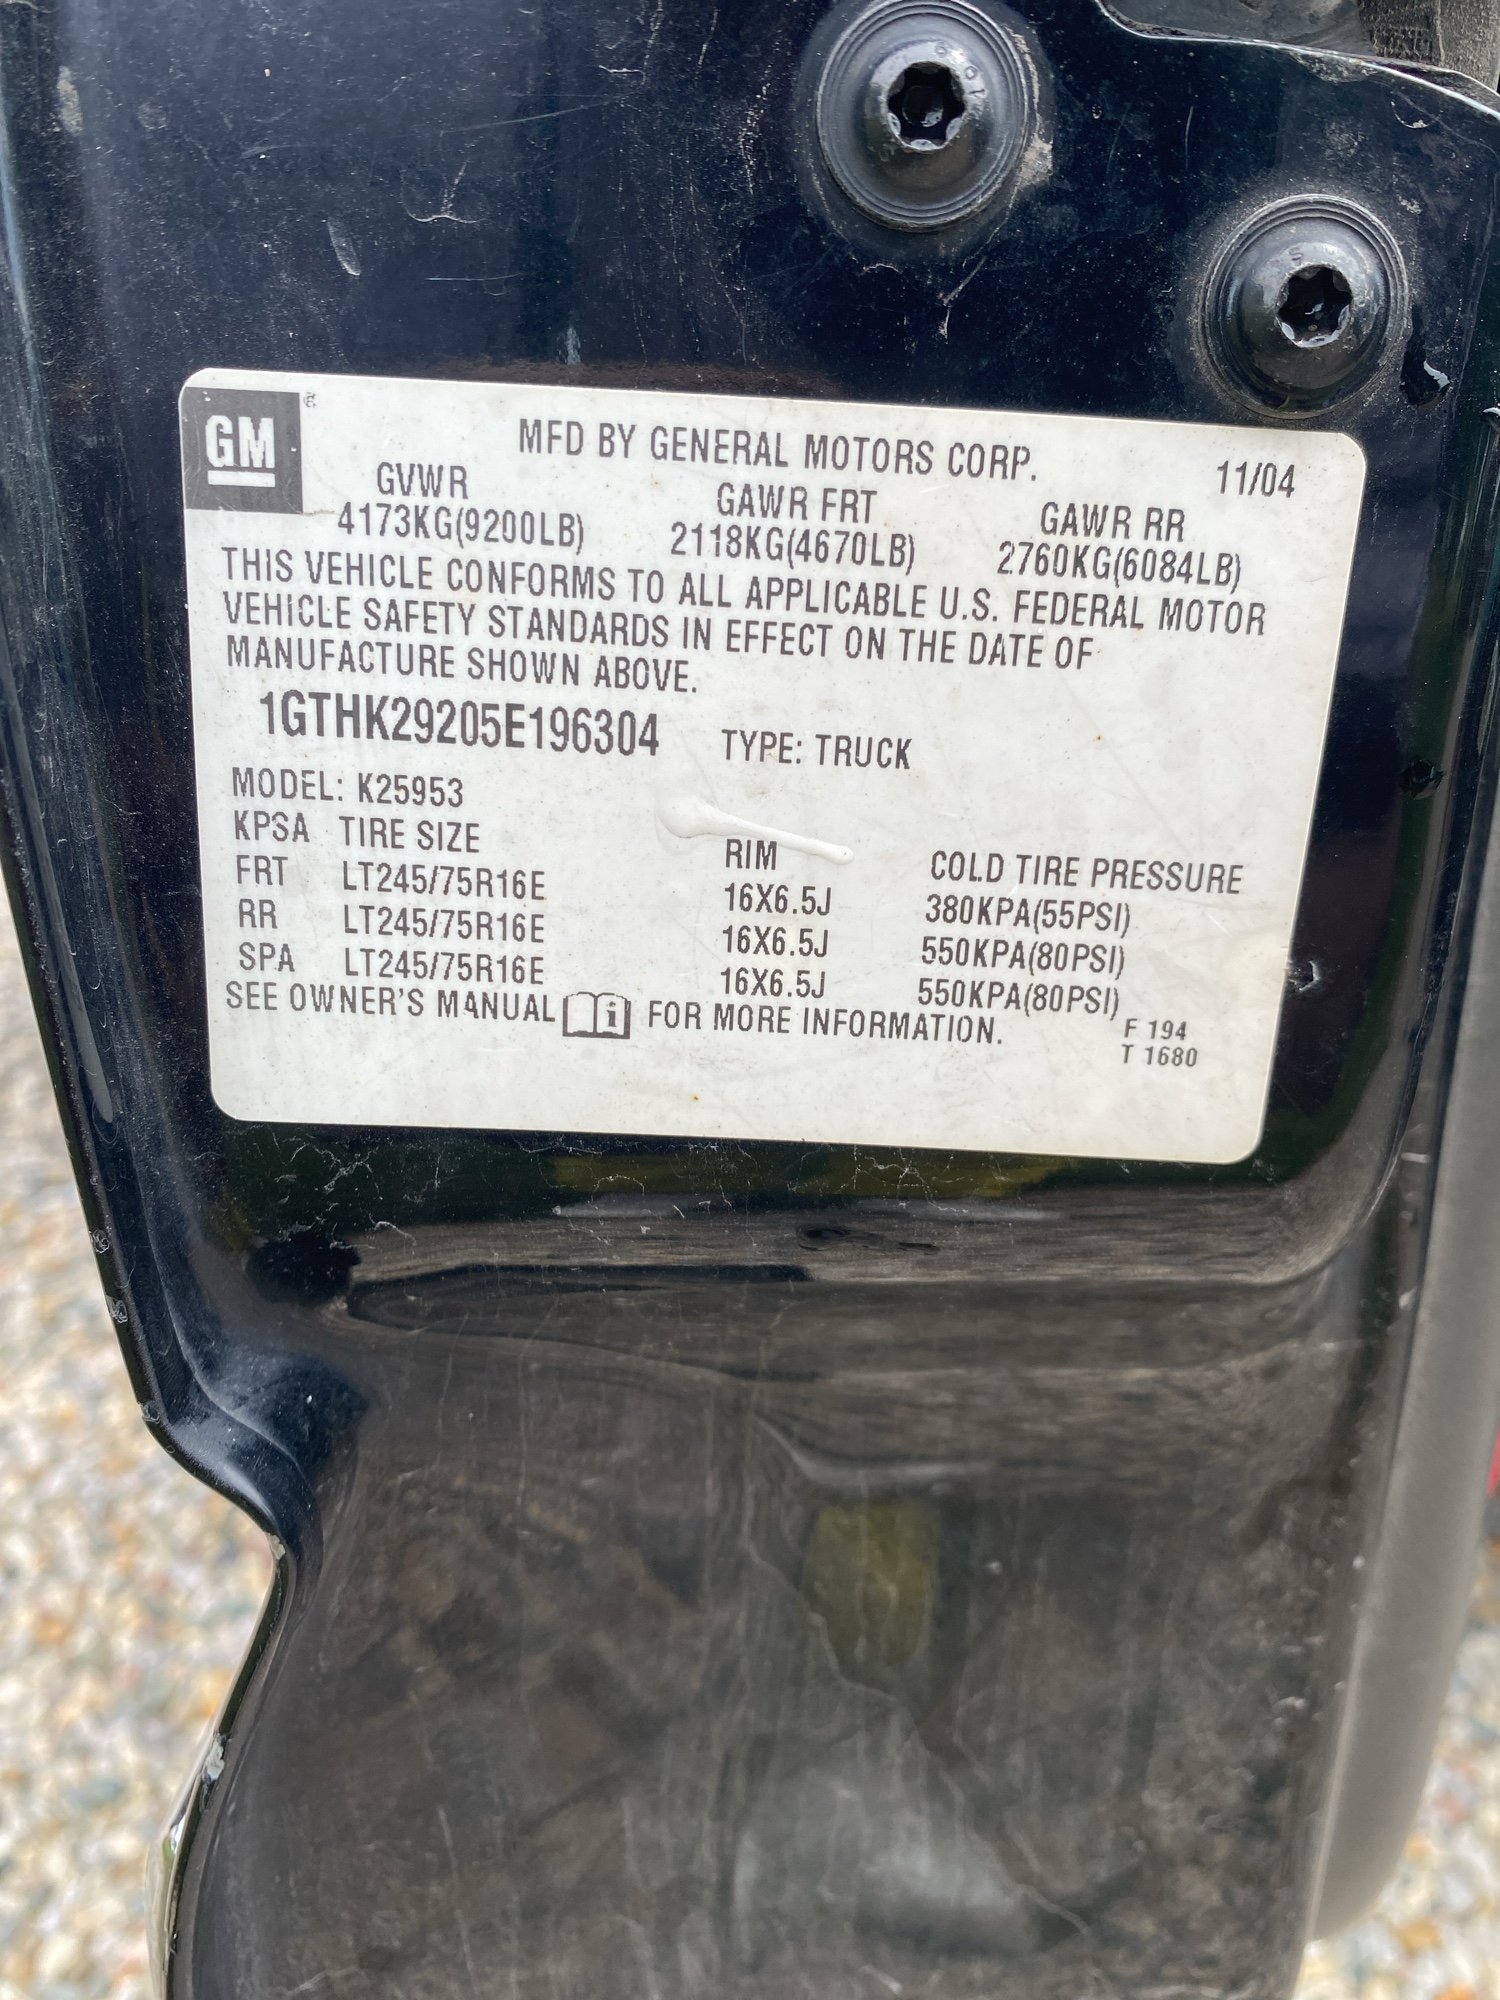 GM
MFD BY GENERAL MOTORS CORP. 11/04
GVWR GAWR FRT GAWR RR
4173KG(9200LB) 2118KG(4670LB) 2760KG(6084LB)
THIS VEHICLE CONFORMS TO ALL APPLICABLE U.S. FEDERAL MOTOR
VEHICLE SAFETY STANDARDS IN EFFECT ON THE DATE OF
MANUFACTURE SHOWN ABOVE.
1GTHK29205E196304 TYPE: TRUCK
MODEL: K25953
KPSA TIRE SIZE RIM COLD TIRE PRESSURE
FRT LT245/75R16E 16X6.5J 380KPA(55PSI)
RR LT245/75R16E 16X6.5J 550KPA(80PSI)
SPA LT245/75R16E 16X6.5J 550KPA(80PSI)
SEE OWNER'S MANUAL i FOR MORE INFORMATION. F 194
T 1680